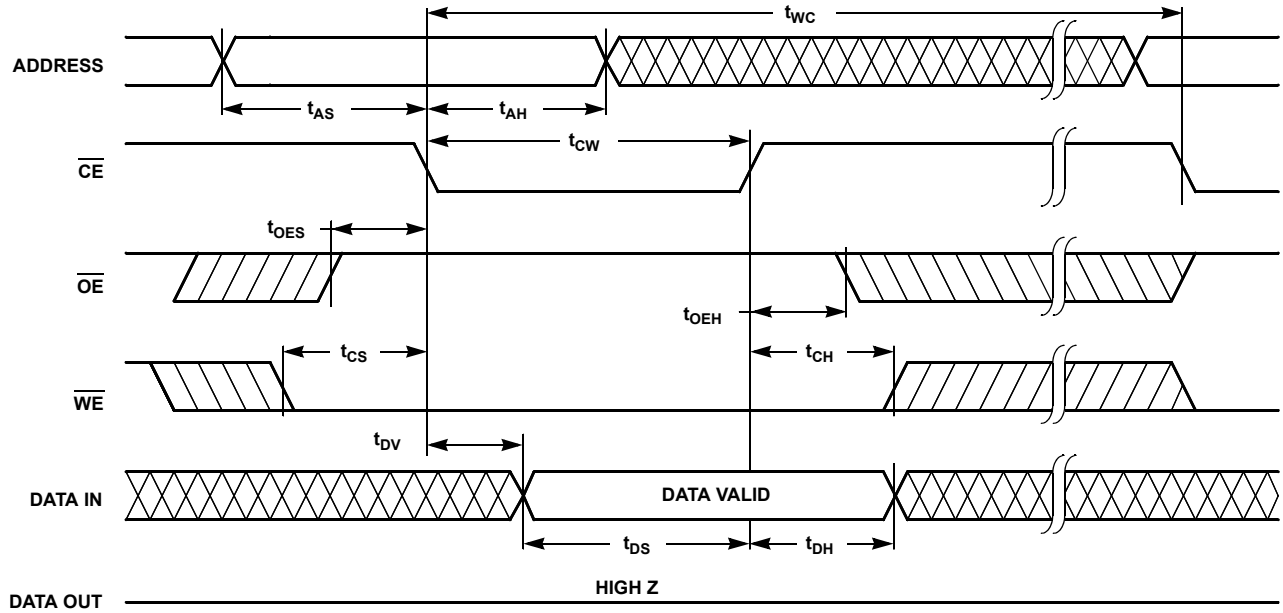 tWC
ADDRESS
tAS
tAH
tCW
CE
tOES
OE
tOEH
tCS
tCH
WE
tDV
DATA IN
DATA VALID
tDS
tDH
HIGH Z
DATA OUT